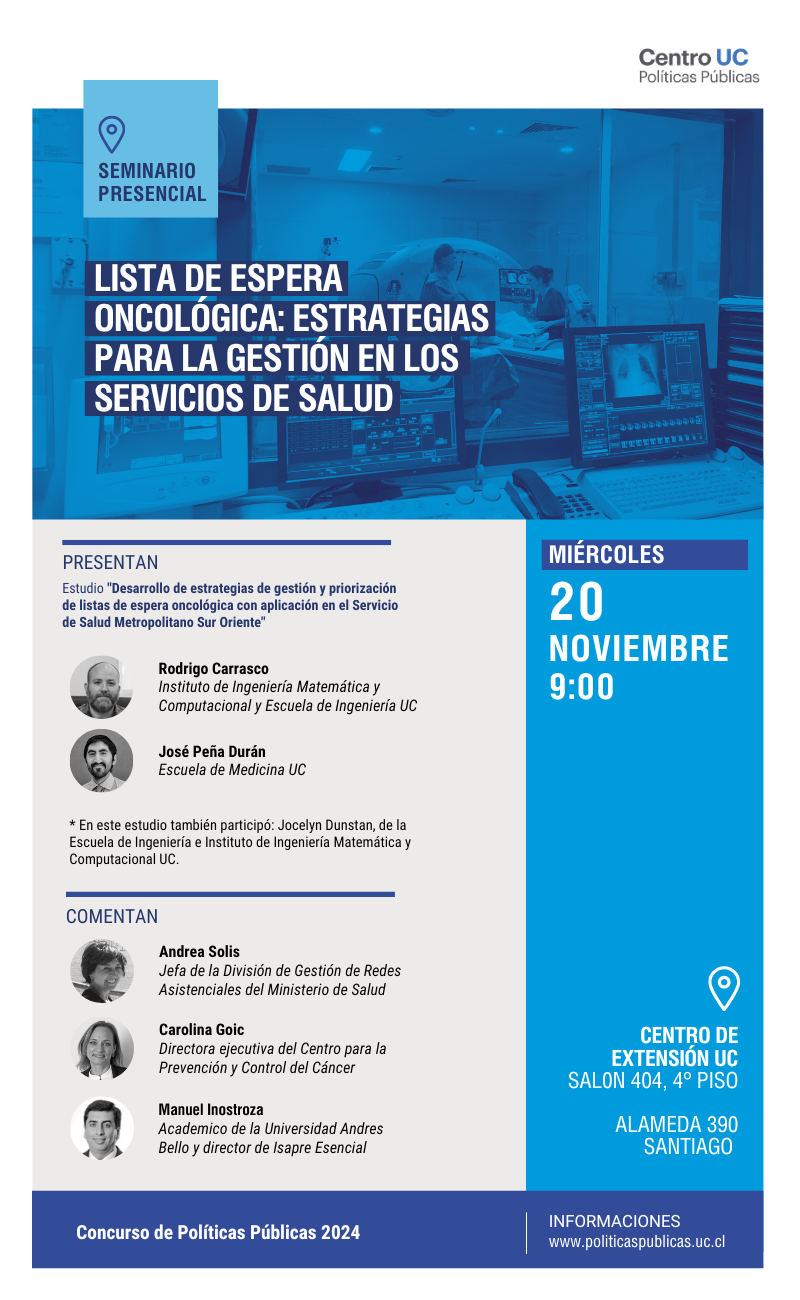 Centro UC
Políticas Públicas
SEMINARIO
PRESENCIAL
LISTA DE ESPERA
ONCOLÓGICA: ESTRATEGIAS
PARA LA GESTIÓN EN LOS
SERVICIOS DE SALUD
PRESENTAN
Estudio "Desarrollo de estrategias de gestión y priorización
de listas de espera oncológica con aplicación en el Servicio
de Salud Metropolitano Sur Oriente"
Rodrigo Carrasco
Instituto de Ingeniería Matemática y
Computacional y Escuela de Ingeniería UC
José Peña Durán
Escuela de Medicina UC
* En este estudio también participó: Jocelyn Dunstan, de la
Escuela de Ingeniería e Instituto de Ingeniería Matemática y
Computacional UC.
COMENTAN
Andrea Solis
Jefa de la División de Gestión de Redes
Asistenciales del Ministerio de Salud
Carolina Goic
Directora ejecutiva del Centro para la
Prevención y Control del Cáncer
Manuel Inostroza
Academico de la Universidad Andres
Bello y director de Isapre Esencial
MIÉRCOLES
20
NOVIEMBRE
9:00
CENTRO DE
EXTENSIÓN UC
SALON 404, 4º PISO
ALAMEDA 390
SANTIAGO
Concurso de Políticas Públicas 2024
INFORMACIONES
www.politicaspublicas.uc.cl